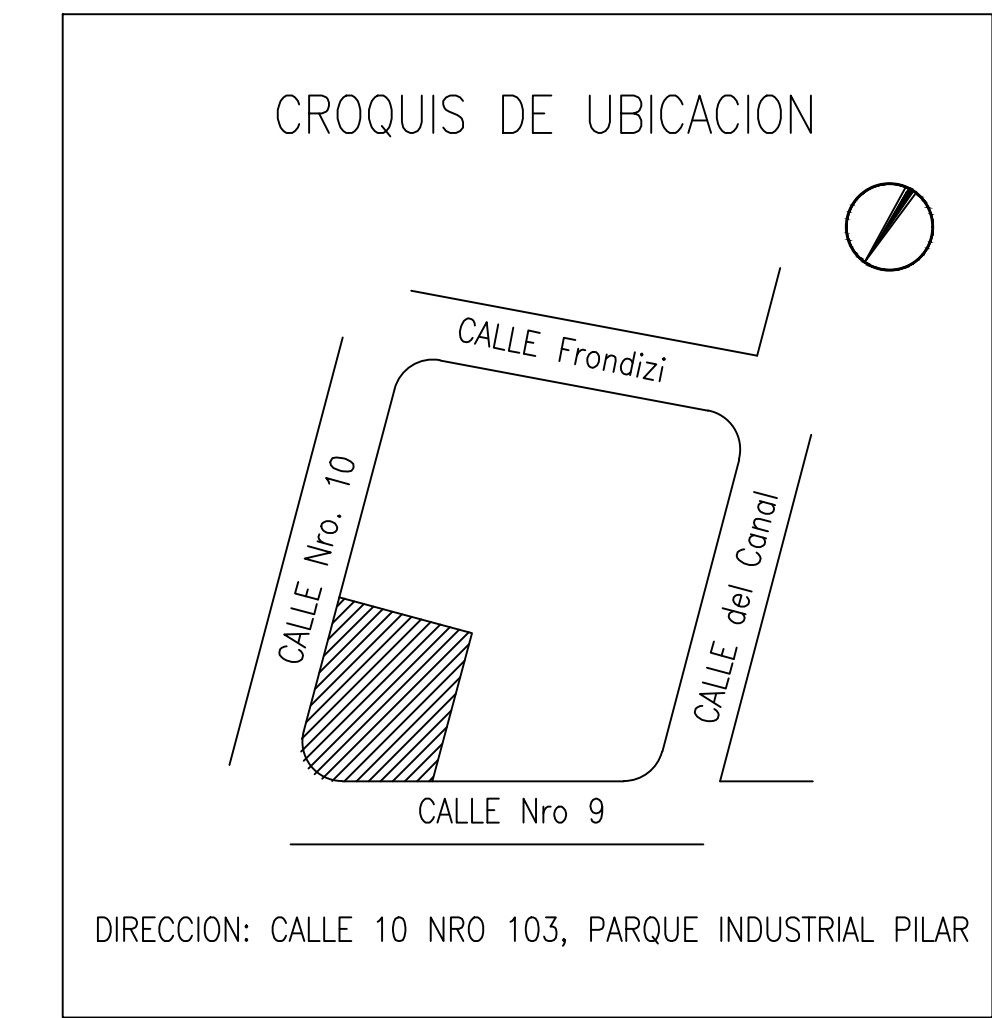 CROQUIS DE UBICACION
CALLE Frondizi
CALLE Nro. 10
CALLE del Canal
CALLE Nro 9
DIRECCION: CALLE 10 NRO 103, PARQUE INDUSTRIAL PILAR